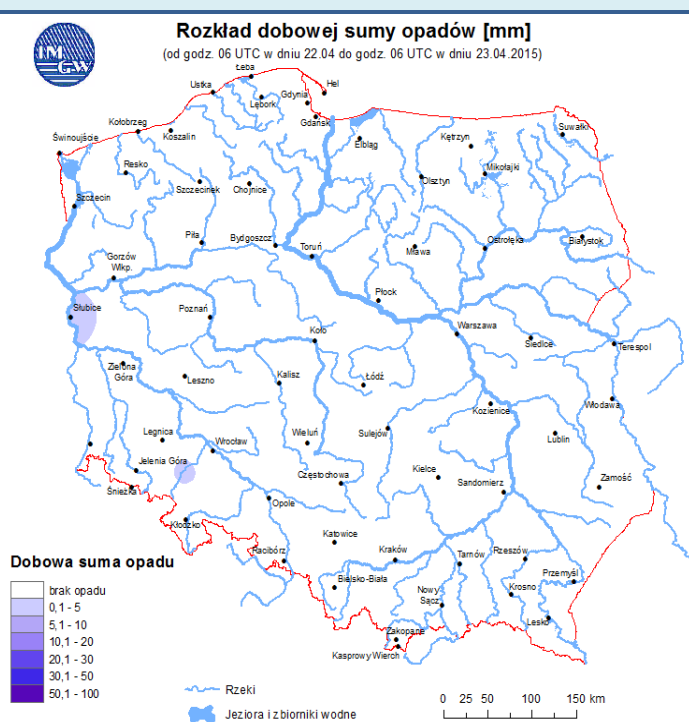 Rozkład dobowej sumy opadów [mm]
(od godz. 06 UTC w dniu 22.04 do godz. 06 UTC w dniu 23.04.2015)
IM
GW
Łeba
Hel
Ustka
Lębork
Gdynia
Gdańsk
Kołobrzeg
Koszalin
Suwałki
Świnoujście
Elbląg
Kętrzyn
Resko
Mikołajki
Szczecinek
Chojnice
Olsztyn
Szczecin
Piła
Bydgoszcz
Toruń
Mława
Ostrołęka
Białystok
Gorzów
Wlkp.
Płock
Słubice
Poznań
Koło
Warszawa
Siedlce
Terespol
Zielona
Góra
Leszno
Kalisz
Łódź
Kozienice
Włodawa
Legnica
Wrocław
Wieluń
Sulejów
Lublin
Jelenia Góra
Częstochowa
Kielce
Sandomierz
Zamość
Śnieżka
Opole
Kłodzko
Katowice
Racibórz
Kraków
Tarnów
Rzeszów
Przemyśl
Bielsko-Biała
Nowy
Sącz
Krosno
Lesko
Zakopane
Kasprowy Wierch
Dobowa suma opadu
brak opadu
0,1 - 5
5,1 - 10
10,1 - 20
20,1 - 30
30,1 - 50
50,1 - 100
Rzeki
Jeziora i zbiorniki wodne
0 25 50 100 150 km